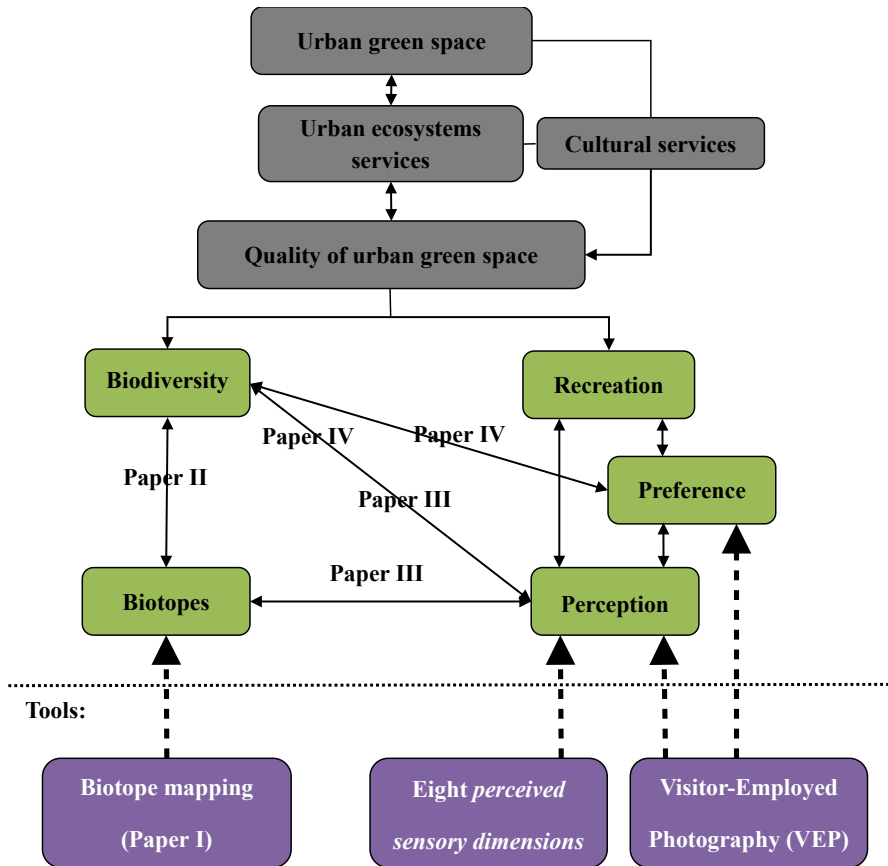 Urban green space
Urban ecosystems
services
Cultural services
Quality of urban green space
Biodiversity
Recreation
Paper IV
Paper IV
Paper II
Preference
Paper III
Paper III
Biotopes
Perception
Tools:
Biotope mapping
(Paper I)
Eight perceived
sensory dimensions
Visitor-Employed
Photography (VEP)